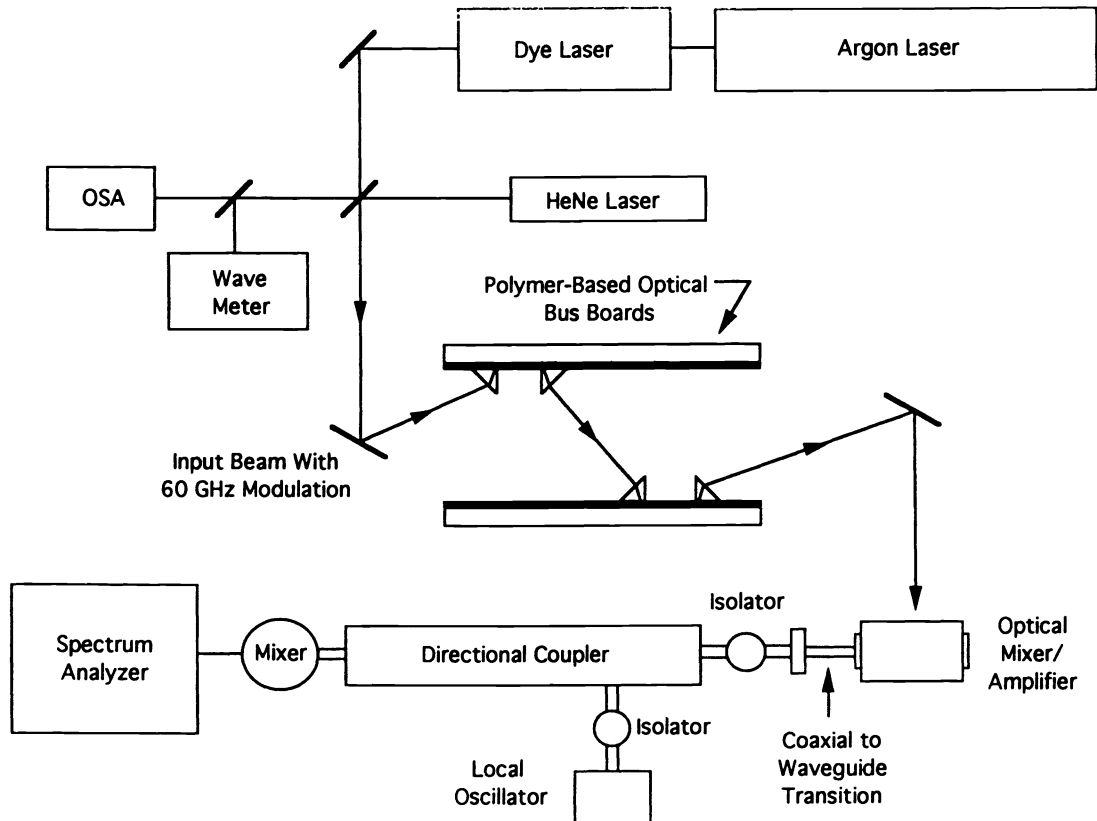 Dye Laser
Argon Laser
OSA
HeNe Laser
Wave
Meter
Polymer-Based Optical
Bus Boards
Input Beam With
60 GHz Modulation
Isolator
Spectrum
Analyzer
Mixer
Directional Coupler
Optical
Mixer/
Amplifier
Isolator
Coaxial to
Waveguide
Transition
Local
Oscillator